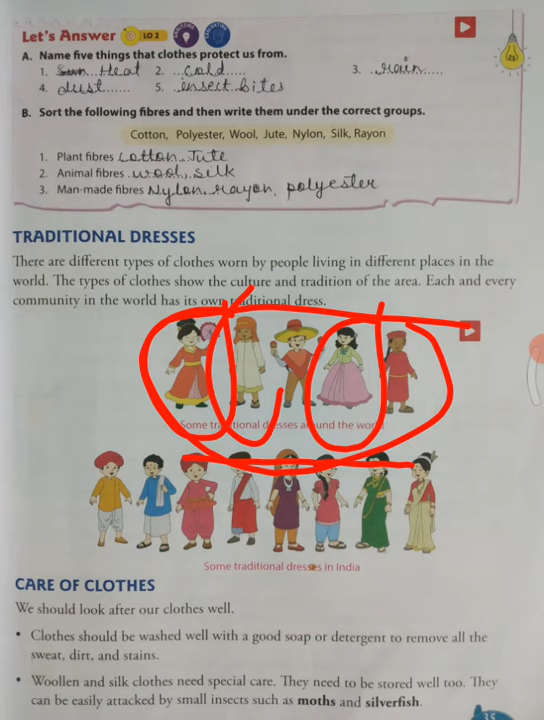 Let's Answer LO 2
A. Name five things that clothes protect us from.
1. Heat 2. cold 3. rain
4. dust 5. insect bites
B. Sort the following fibres and then write them under the correct groups.
Cotton, Polyester, Wool, Jute, Nylon, Silk, Rayon
1. Plant fibres Cotton, Jute
2. Animal fibres wool, silk
3. Man-made fibres Nylon, rayon, polyester
TRADITIONAL DRESSES
There are different types of clothes worn by people living in different places in the
world. The types of clothes show the culture and tradition of the area. Each and every
community in the world has its own traditional dress.
Some traditional dresses around the world
Some traditional dresses in India
CARE OF CLOTHES
We should look after our clothes well.
• Clothes should be washed well with a good soap or detergent to remove all the
sweat, dirt, and stains.
• Woollen and silk clothes need special care. They need to be stored well too. They
can be easily attacked by small insects such as moths and silverfish.